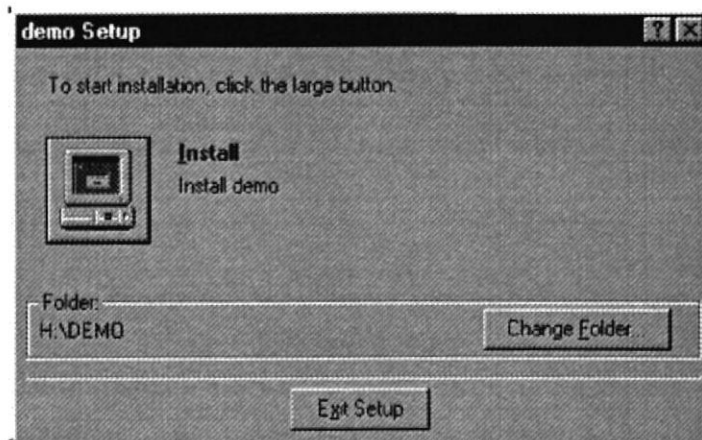 demo Setup
To start installation, click the large button.
Install
Install demo
Folder:
H:\DEMO
Change Folder...
Exit Setup